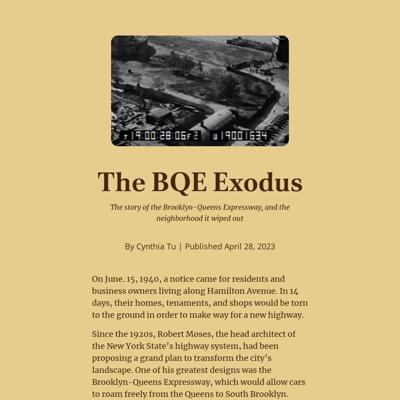 T 19:00:28:06F2 W 19001634
The BQE Exodus
The story of the Brooklyn-Queens Expressway, and the
neighborhood it wiped out
By Cynthia Tu | Published April 28, 2023
On June. 15, 1940, a notice came for residents and
business owners living along Hamilton Avenue. In 14
days, their homes, tenaments, and shops would be torn
to the ground in order to make way for a new highway.
Since the 1920s, Robert Moses, the head architect of
the New York State's highway system, had been
proposing a grand plan to transform the city's
landscape. One of his greatest designs was the
Brooklyn-Queens Expressway, which would allow cars
to roam freely from the Queens to South Brooklyn.